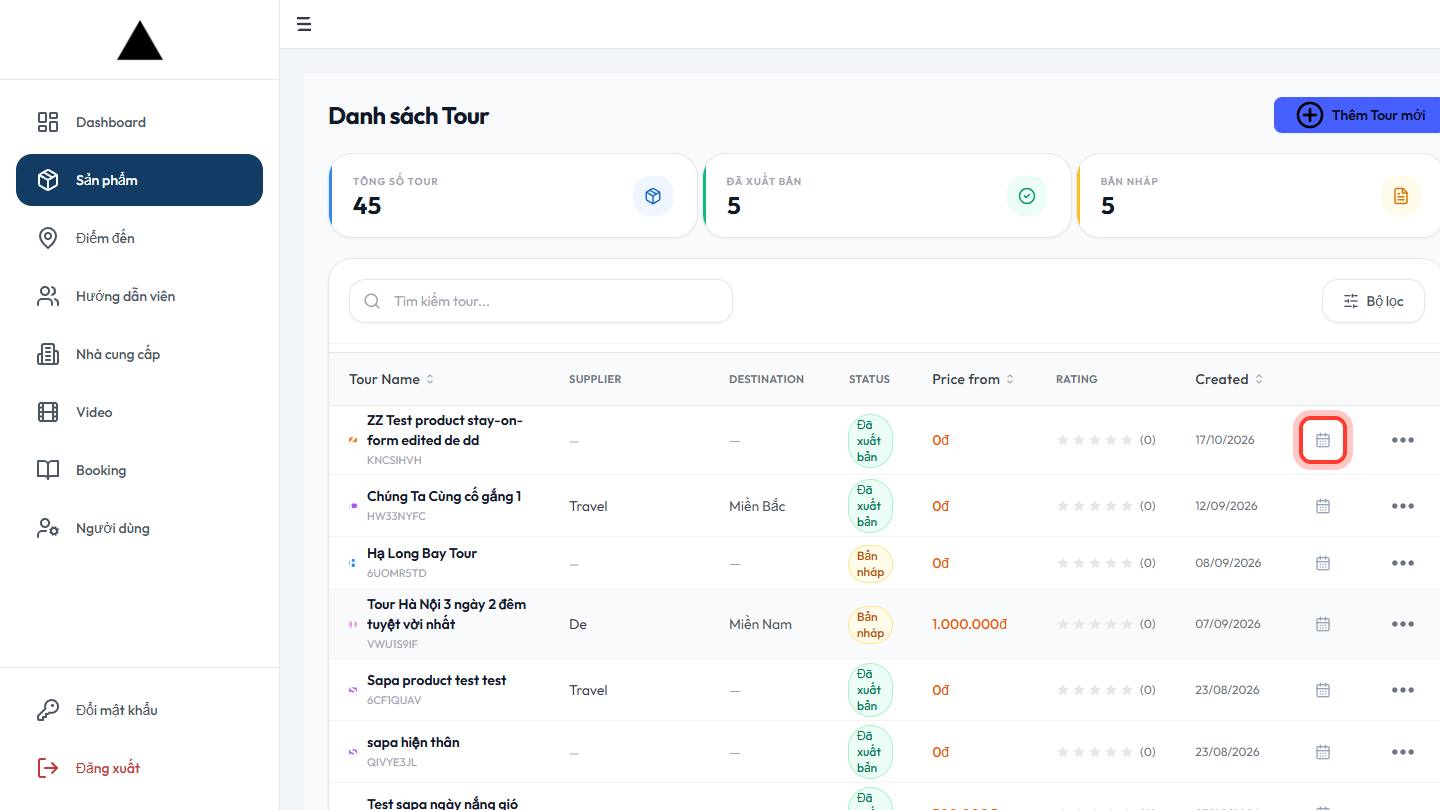 Danh sách Tour
Thêm Tour mới
Dashboard
Sản phẩm
Điểm đến
Hướng dẫn viên
Nhà cung cấp
Video
Booking
Người dùng
Đổi mật khẩu
Đăng xuất
TỔNG SỐ TOUR
45
ĐÃ XUẤT BẢN
5
BẢN NHÁP
5
Tìm kiếm tour...
Bộ lọc
Tour Name SUPPLIER DESTINATION STATUS Price from RATING Created
ZZ Test product stay-on-
form edited de dd
KNCSIHVH
— — Đã
xuất
bản
0đ (0) 17/10/2026
Chúng Ta Cùng cố gắng 1
HW33NYFC
Travel Miền Bắc Đã
xuất
bản
0đ (0) 12/09/2026
Hạ Long Bay Tour
6UOMR5TD
— — Bản
nháp
0đ (0) 08/09/2026
Tour Hà Nội 3 ngày 2 đêm
tuyệt vời nhất
VWU1S9IF
De Miền Nam Bản
nháp
1.000.000đ (0) 07/09/2026
Sapa product test test
6CF1QUAV
Travel — Đã
xuất
bản
0đ (0) 23/08/2026
sapa hiện thân
QIVYE3JL
— — Đã
xuất
bản
0đ (0) 23/08/2026
Test sapa ngày nắng gió
Đã